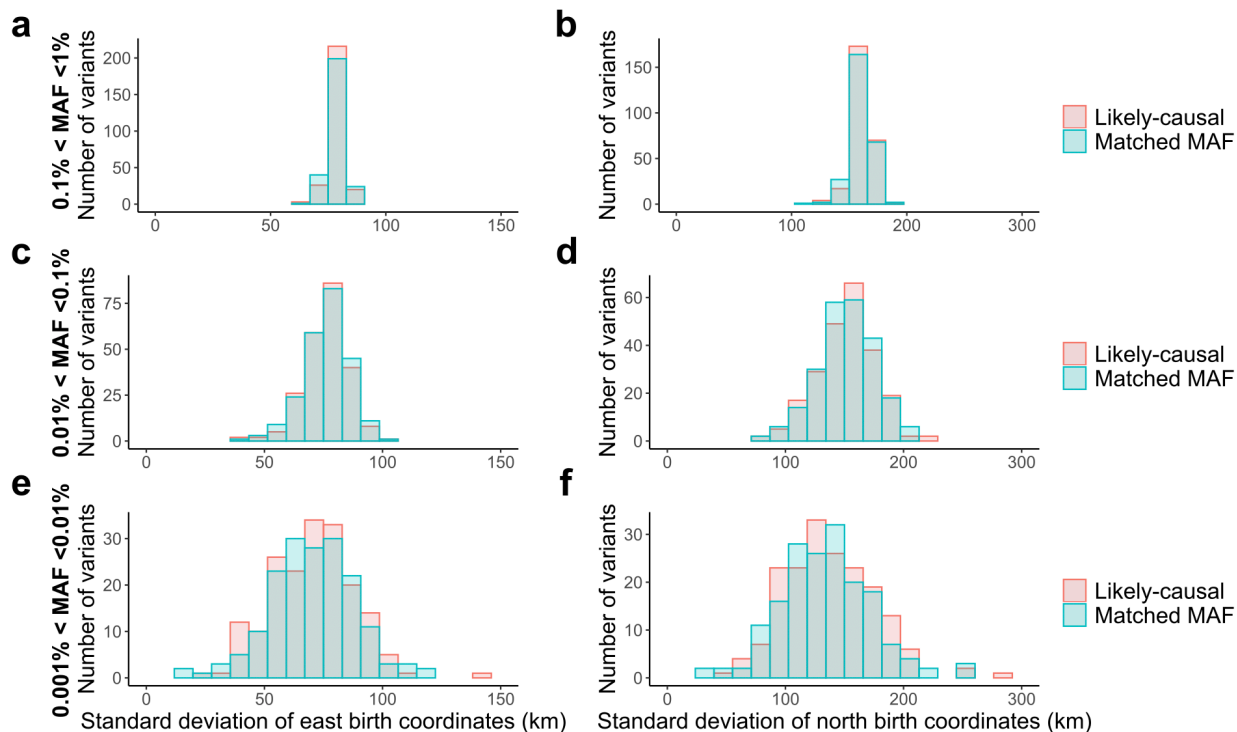 a
0.1% < MAF <1%
Number of variants
200
150
100
50
0
0
50
100
150
b
Number of variants
150
100
50
0
0
100
200
300
Likely-causal
Matched MAF
c
0.01% < MAF <0.1%
Number of variants
75
50
25
0
0
50
100
150
d
Number of variants
60
40
20
0
0
100
200
300
Likely-causal
Matched MAF
e
0.001% < MAF <0.01%
Number of variants
30
20
10
0
0
50
100
150
Standard deviation of east birth coordinates (km)
f
Number of variants
30
20
10
0
0
100
200
300
Standard deviation of north birth coordinates (km)
Likely-causal
Matched MAF